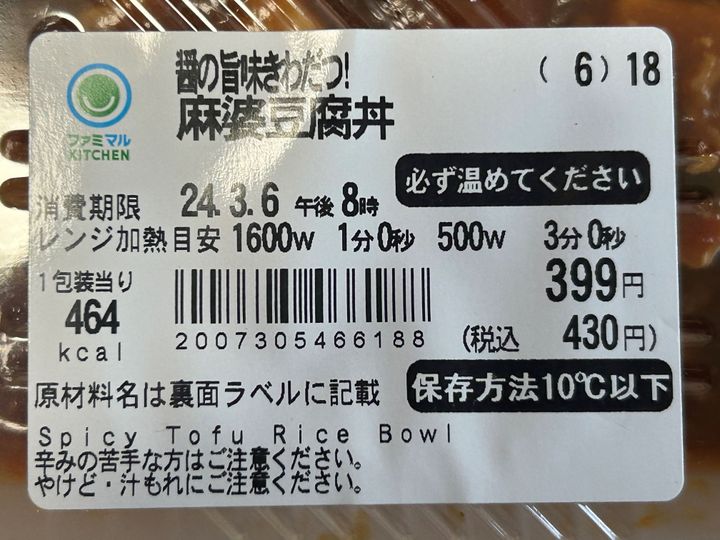 醤の旨味きわだつ!
(6)18
麻婆豆腐丼
ファミマル
KITCHEN
必ず温めてください
消費期限 24.3.6 午後8時
レンジ加熱目安 1600w 1分0秒 500w 3分0秒
1包装当り
464
kcal
399円
2007305466188
(税込 430円)
原材料名は裏面ラベルに記載
保存方法10℃以下
Spicy Tofu Rice Bowl
辛みの苦手な方はご注意ください。
やけど・汁もれにご注意ください。